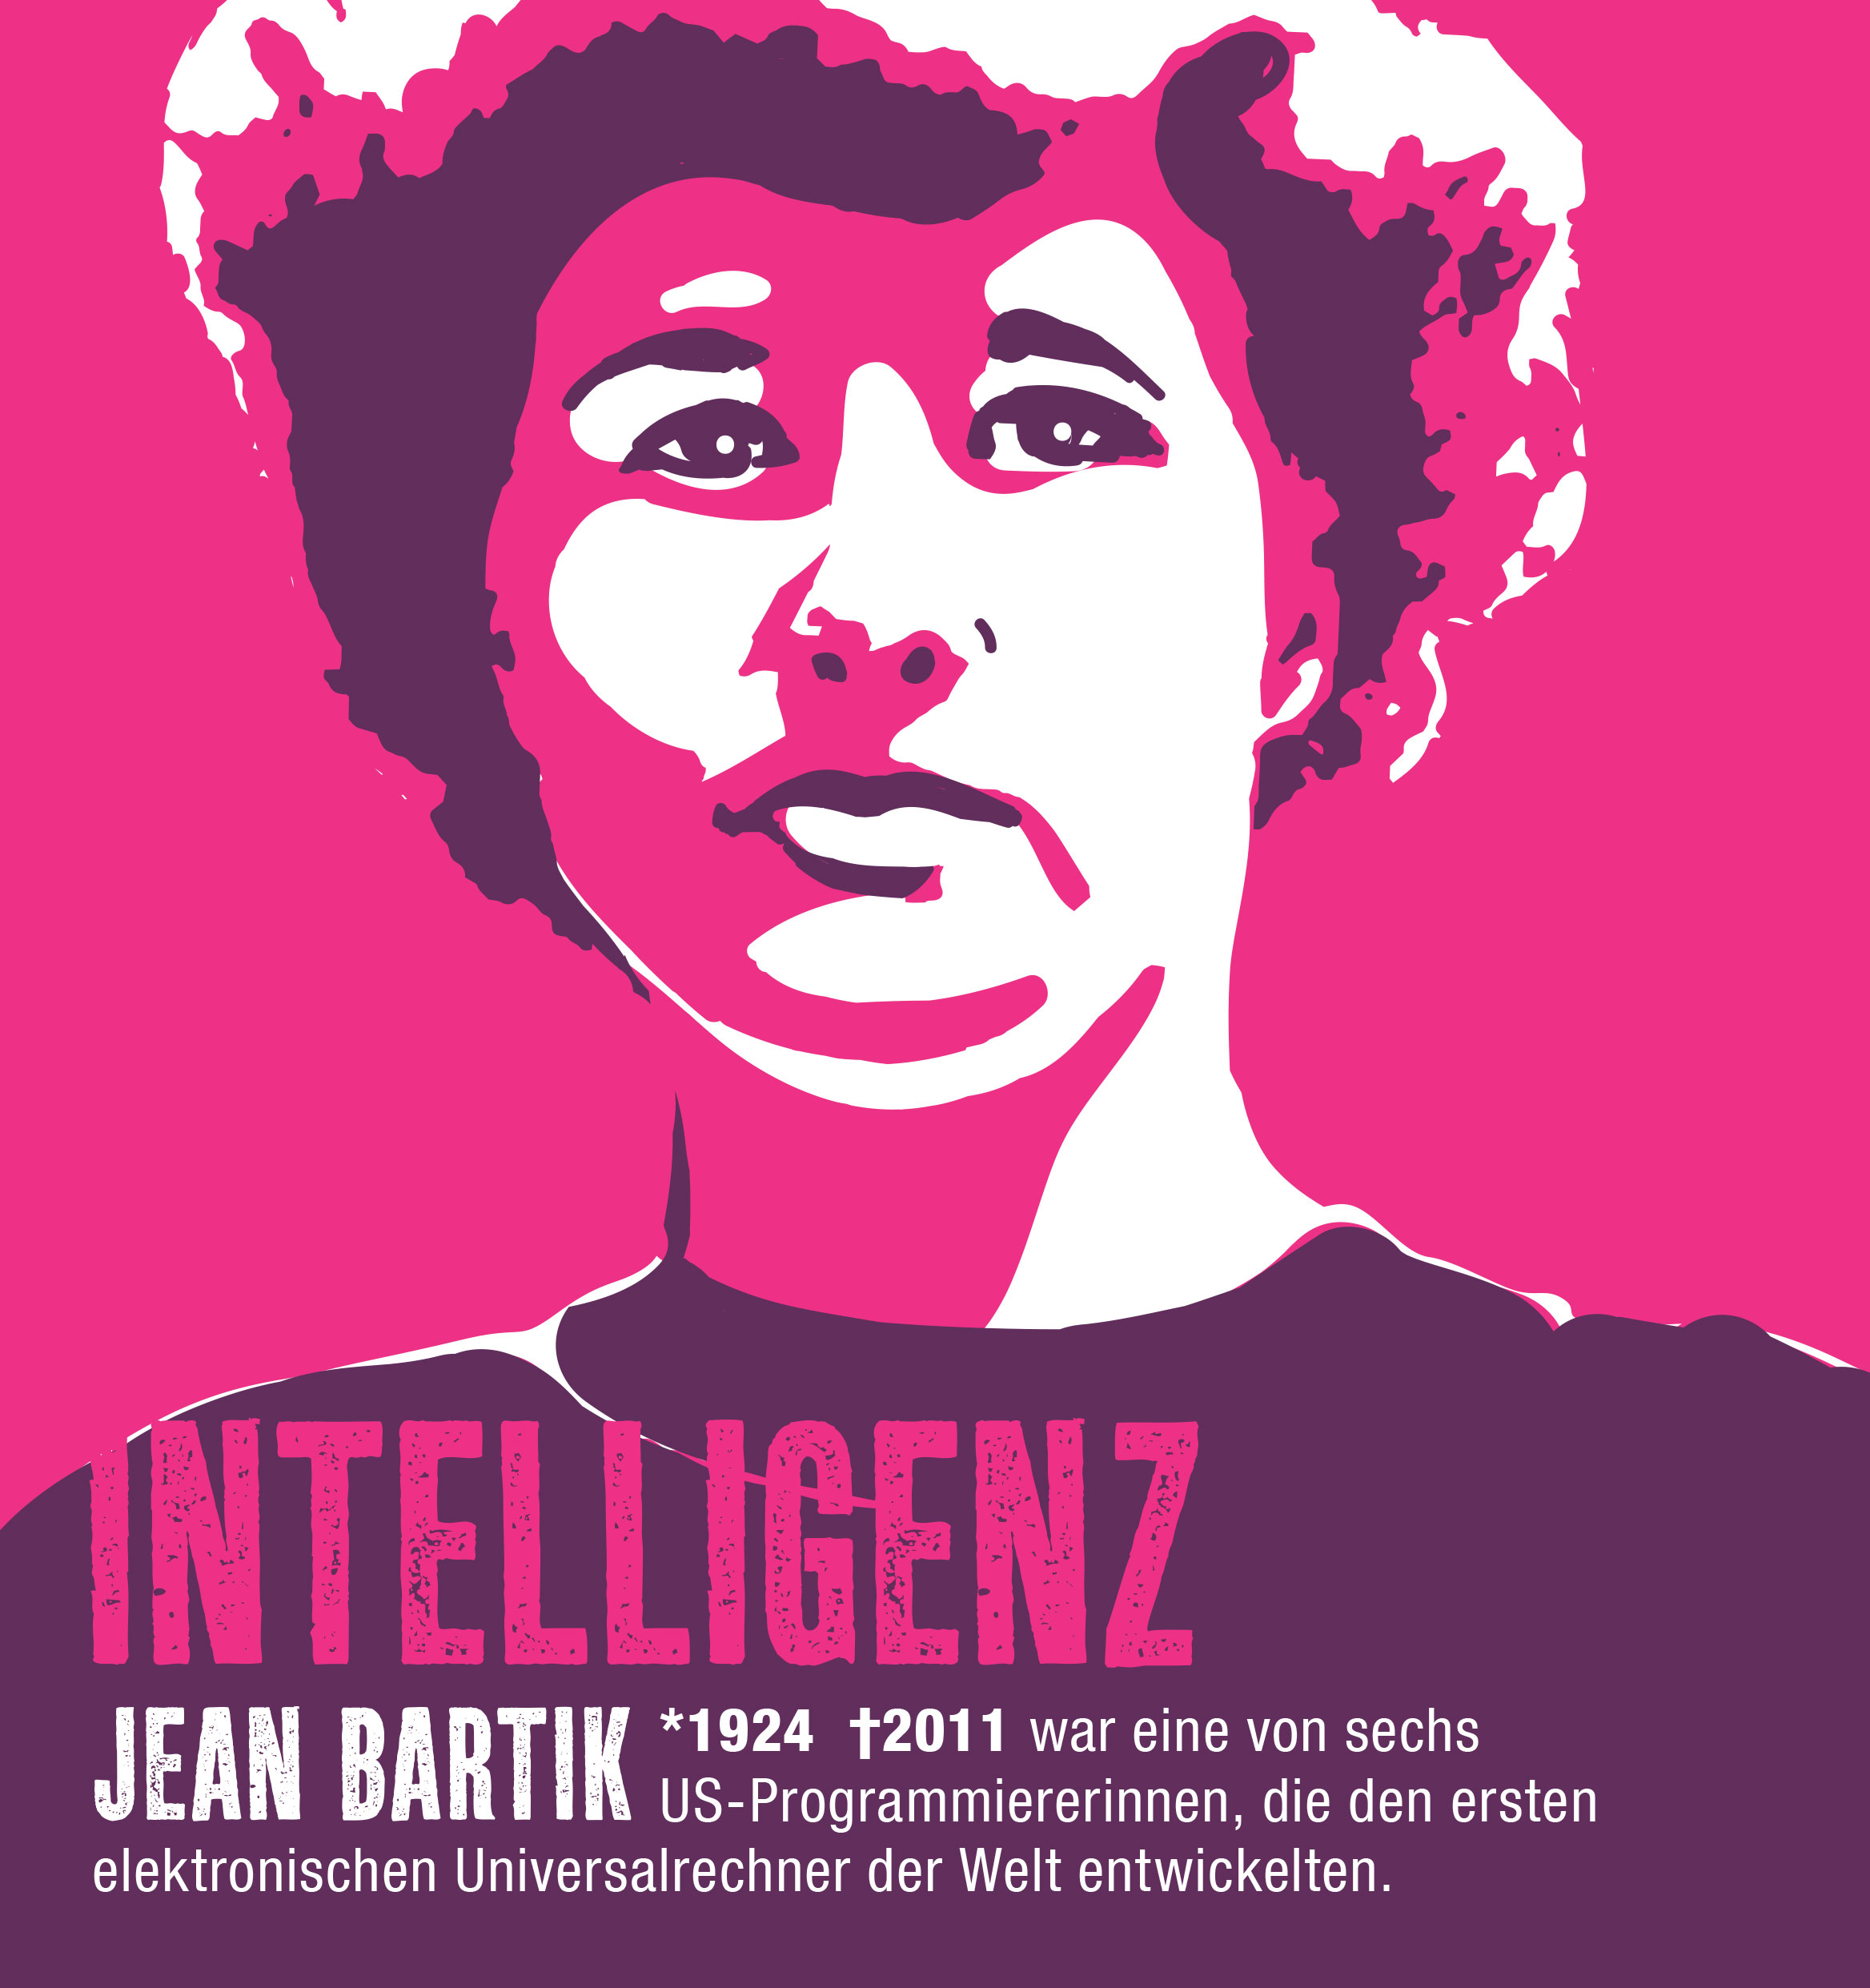 INTELLIGENZ
JEAN BARTIK *1924 †2011 war eine von sechs
US-Programmiererinnen, die den ersten
elektronischen Universalrechner der Welt entwickelten.